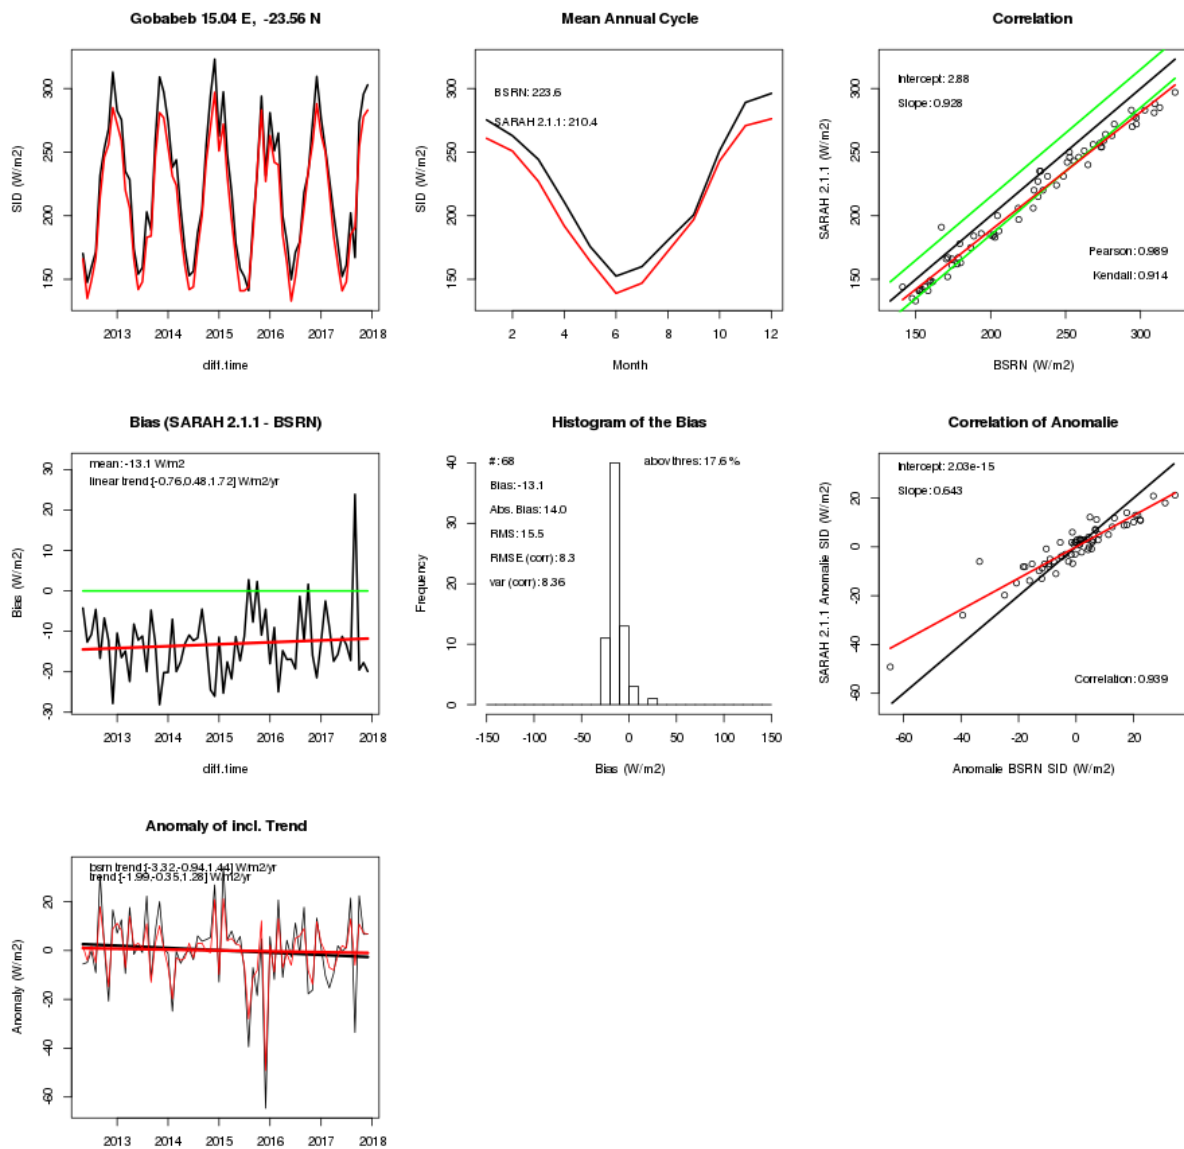 Gobabeb 15.04 E, -23.56 N
SID (W/m2)
300
250
200
150
2013 2014 2015 2016 2017 2018
diff.time
Mean Annual Cycle
BSRN: 223.6
SARAH 2.1.1: 210.4
SID (W/m2)
300
250
200
150
2 4 6 8 10 12
Month
Correlation
Intercept: 2.88
Slope: 0.928
Pearson: 0.989
Kendall: 0.914
SARAH 2.1.1 (W/m2)
300
250
200
150
150 200 250 300
BSRN (W/m2)
Bias (SARAH 2.1.1 - BSRN)
mean: -13.1 W/m2
linear trend:[-0.76,0.48,1.72] W/m2/yr
Bias (W/m2)
30
20
10
0
-10
-20
-30
2013 2014 2015 2016 2017 2018
diff.time
Histogram of the Bias
#: 68
abovthres: 17.6 %
Bias: -13.1
Abs. Bias: 14.0
RMS: 15.5
RMSE (corr): 8.3
var (corr): 8.36
Frequency
40
30
20
10
0
-150 -100 -50 0 50 100 150
Bias (W/m2)
Correlation of Anomalie
Intercept: 2.03e-15
Slope: 0.643
Correlation: 0.939
SARAH 2.1.1 Anomalie SID (W/m2)
20
0
-20
-40
-60
-60 -40 -20 0 20
Anomalie BSRN SID (W/m2)
Anomaly of incl. Trend
bsrn trend:[-3.32,-0.94,1.44] W/m2/yr
trend:[-1.99,-0.35,1.28] W/m2/yr
Anomaly (W/m2)
20
0
-20
-40
-60
2013 2014 2015 2016 2017 2018